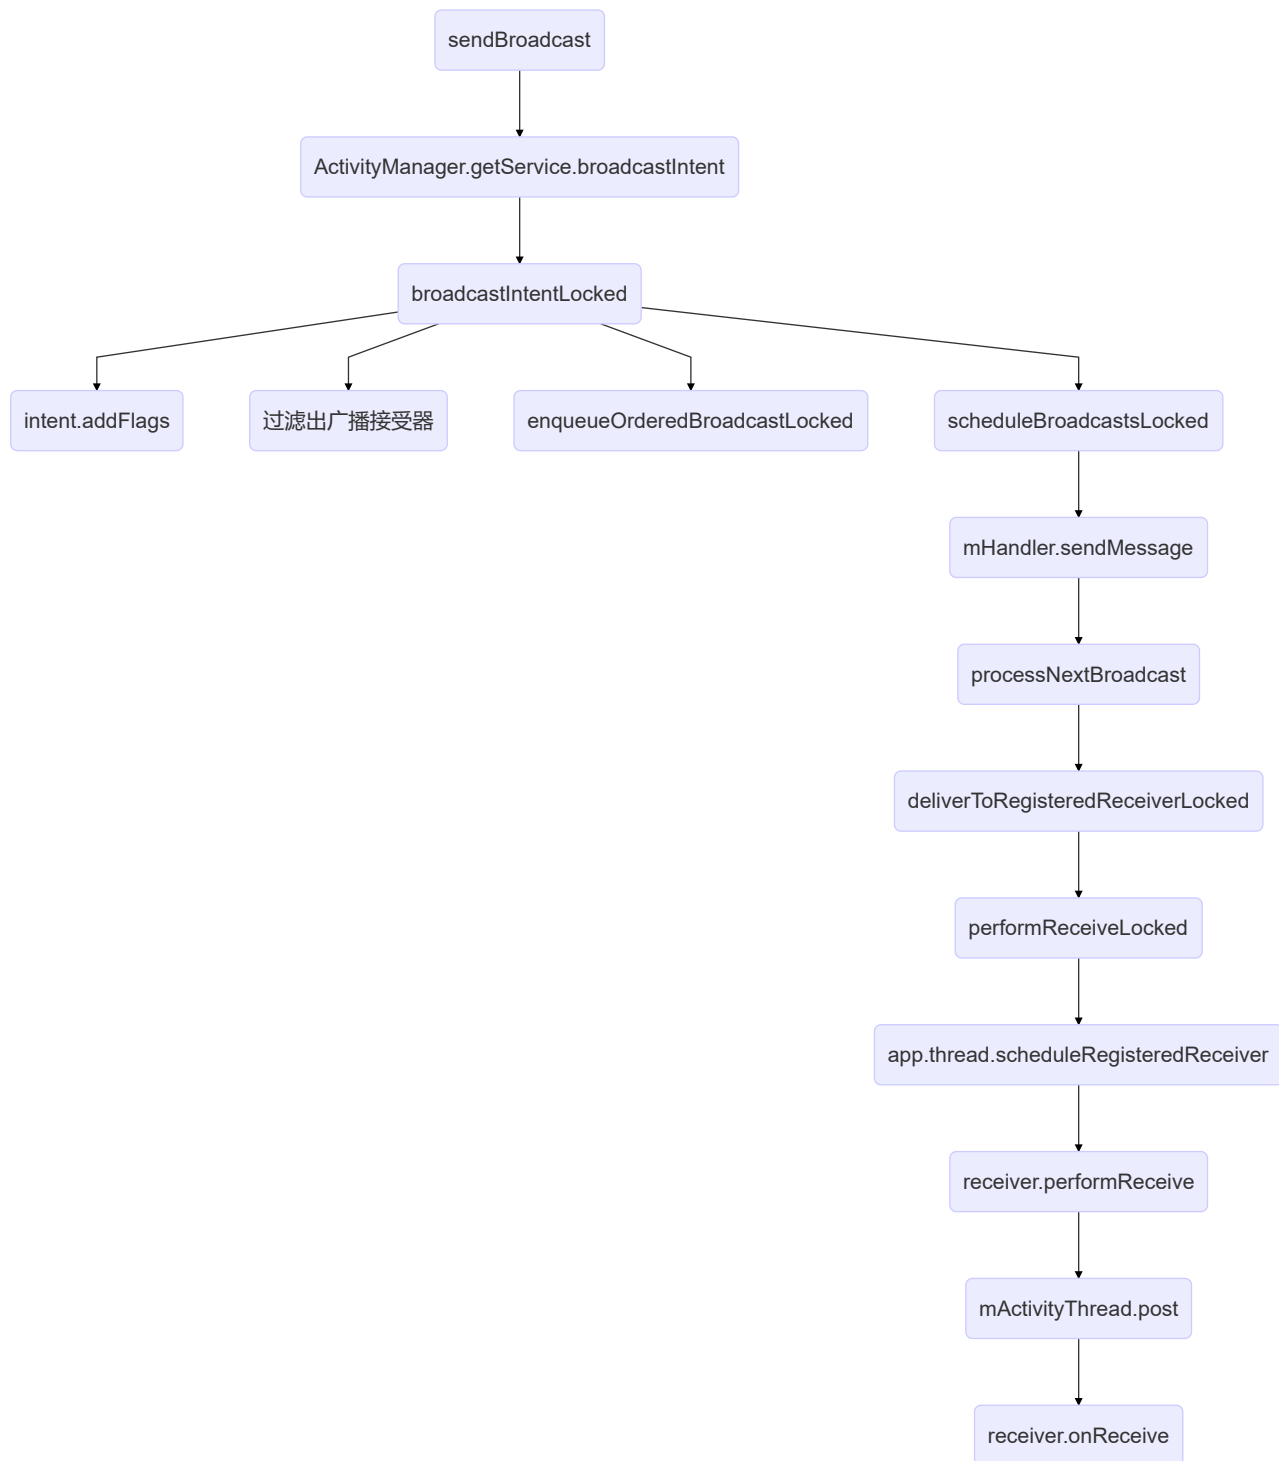 sendBroadcast
ActivityManager.getService.broadcastIntent
broadcastIntentLocked
intent.addFlags
过滤出广播接受器
enqueueOrderedBroadcastLocked
scheduleBroadcastsLocked
mHandler.sendMessage
processNextBroadcast
deliverToRegisteredReceiverLocked
performReceiveLocked
app.thread.scheduleRegisteredReceiver
receiver.performReceive
mActivityThread.post
receiver.onReceive